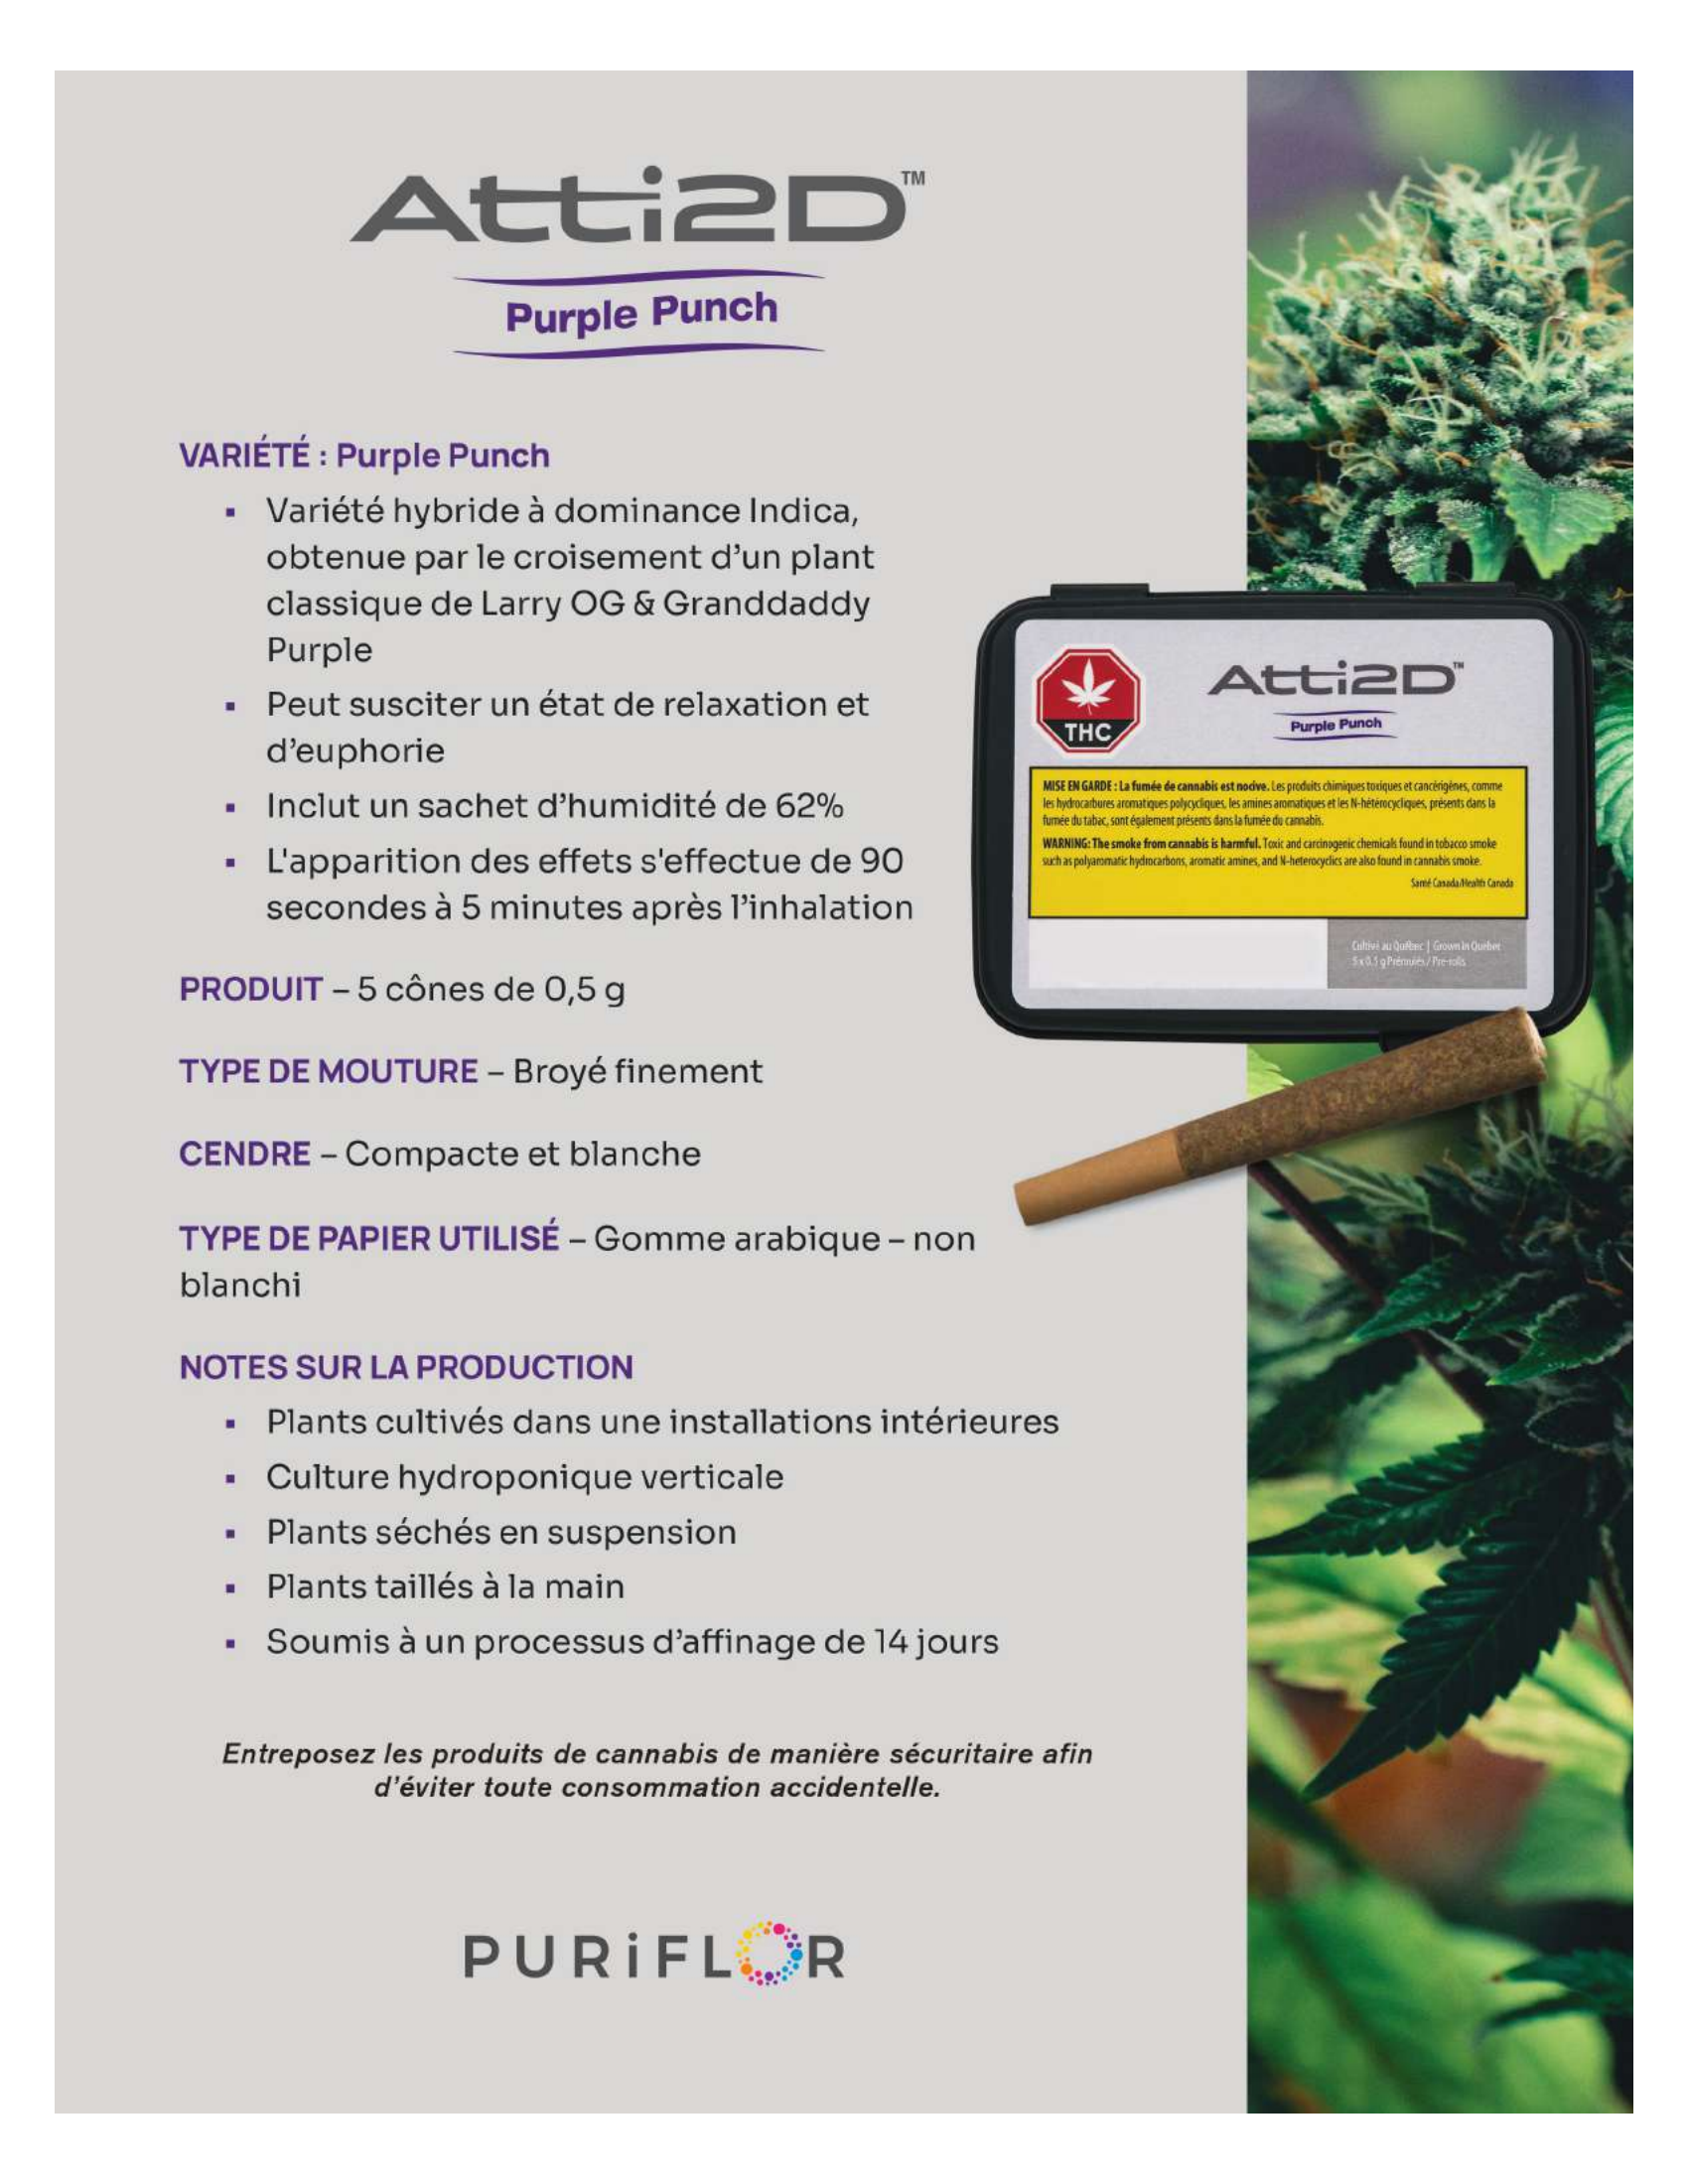 Atti2D™
Purple Punch
VARIÉTÉ : Purple Punch
▪ Variété hybride à dominance Indica,
obtenue par le croisement d'un plant
classique de Larry OG & Granddaddy
Purple
▪ Peut susciter un état de relaxation et
d'euphorie
▪ Inclut un sachet d'humidité de 62%
▪ L'apparition des effets s'effectue de 90
secondes à 5 minutes après l'inhalation
PRODUIT – 5 cônes de 0,5 g
TYPE DE MOUTURE – Broyé finement
CENDRE – Compacte et blanche
TYPE DE PAPIER UTILISÉ – Gomme arabique – non
blanchi
NOTES SUR LA PRODUCTION
▪ Plants cultivés dans une installations intérieures
▪ Culture hydroponique verticale
▪ Plants séchés en suspension
▪ Plants taillés à la main
▪ Soumis à un processus d'affinage de 14 jours
Entreposez les produits de cannabis de manière sécuritaire afin
d'éviter toute consommation accidentelle.
PURiFLOR
THC
Atti2D™
Purple Punch
MISE EN GARDE : La fumée de cannabis est nocive. Les produits chimiques toxiques et cancérigènes, comme
les hydrocarbures aromatiques polycycliques, les amines aromatiques et les N-hétérocycliques, présents dans la
fumée du tabac, sont également présents dans la fumée du cannabis.
WARNING: The smoke from cannabis is harmful. Toxic and carcinogenic chemicals found in tobacco smoke
such as polyaromatic hydrocarbons, aromatic amines, and N-heterocyclics are also found in cannabis smoke.
Santé Canada/Health Canada
Cultivé au Québec | Grown in Quebec
5 x 0.5 g Préroulés / Pre-rolls